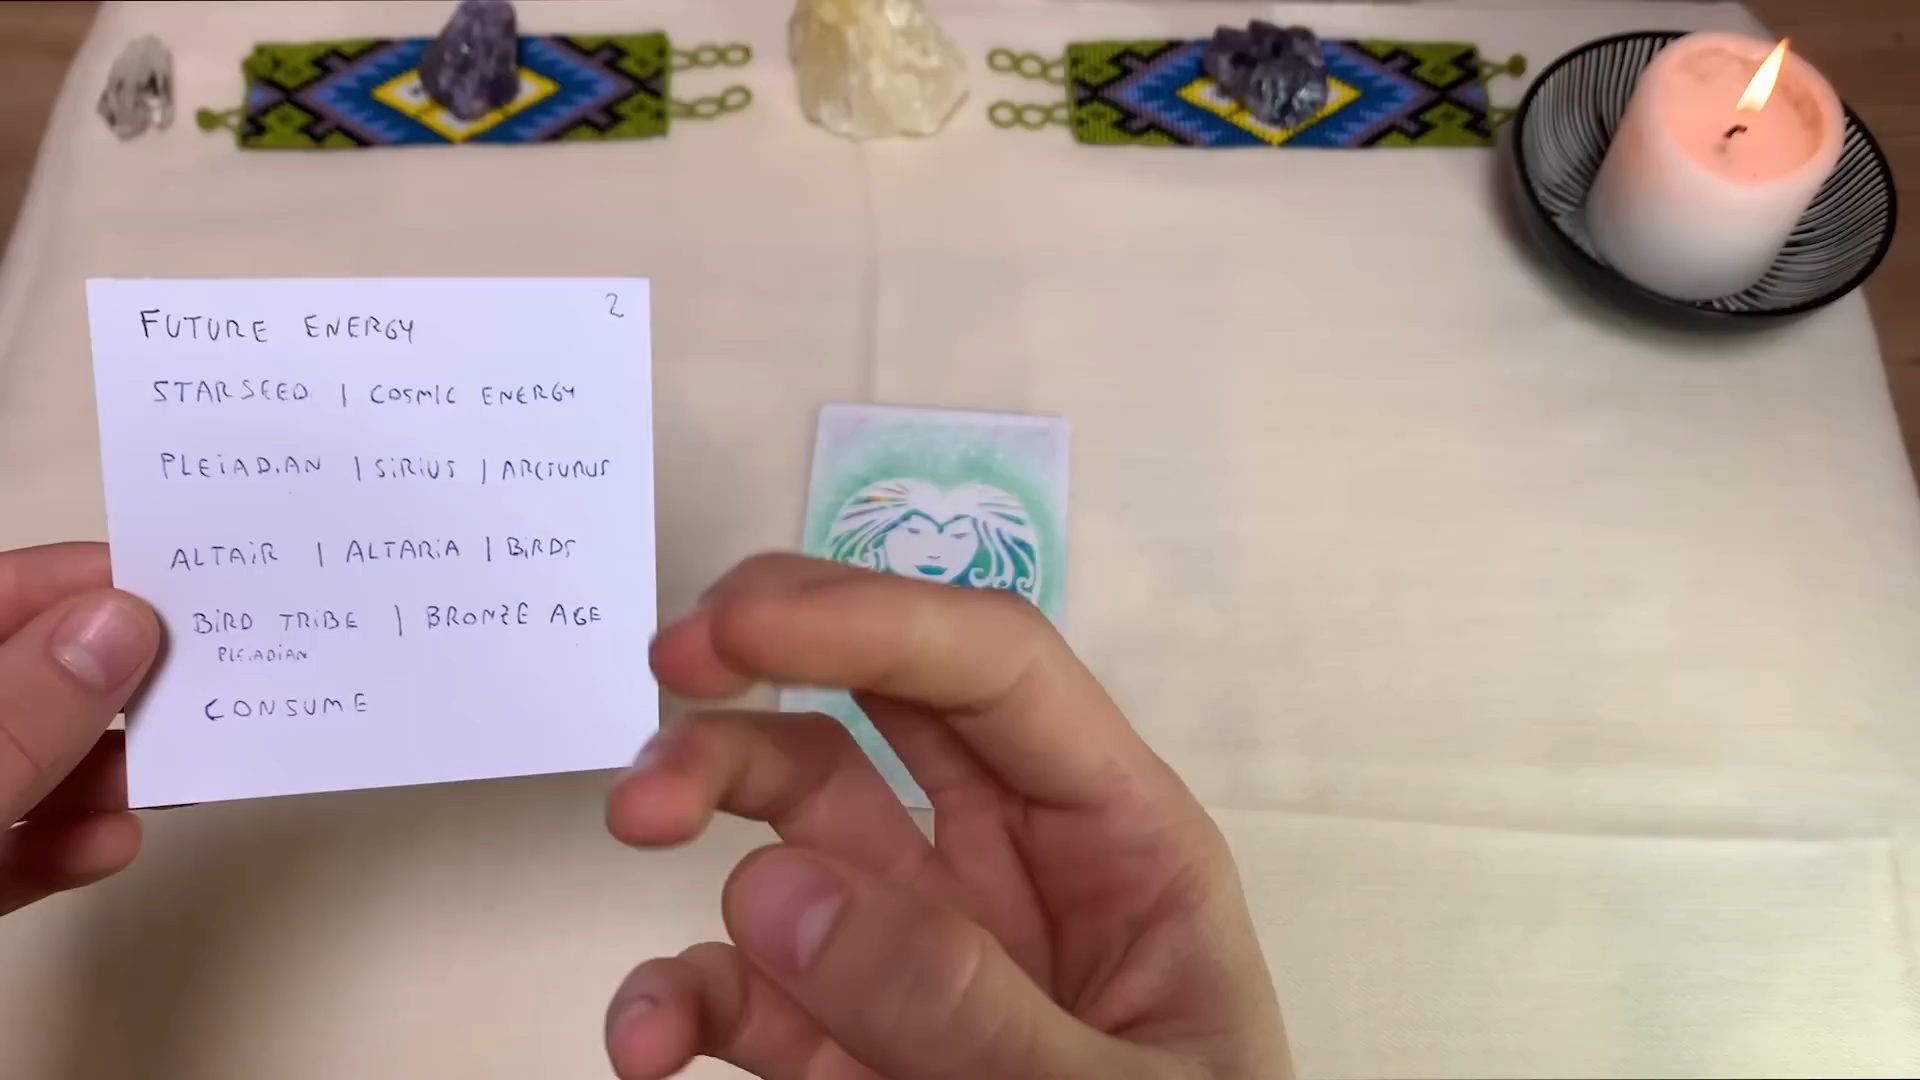 2
FUTURE ENERGY
STARSEED | COSMIC ENERGY
PLEIADIAN | SIRIUS | ARCTURUS
ALTAIR | ALTARIA | BIRDS
BIRD TRIBE | BRONZE AGE
PLEIADIAN
CONSUME